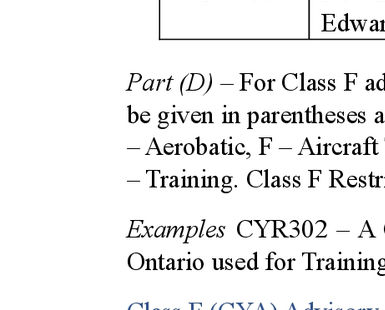 Edwar
Part (D) – For Class F ad
be given in parentheses a
– Aerobatic, F – Aircraft
– Training. Class F Restri
Examples CYR302 – A
Ontario used for Training
Class F (CYA) Advisory